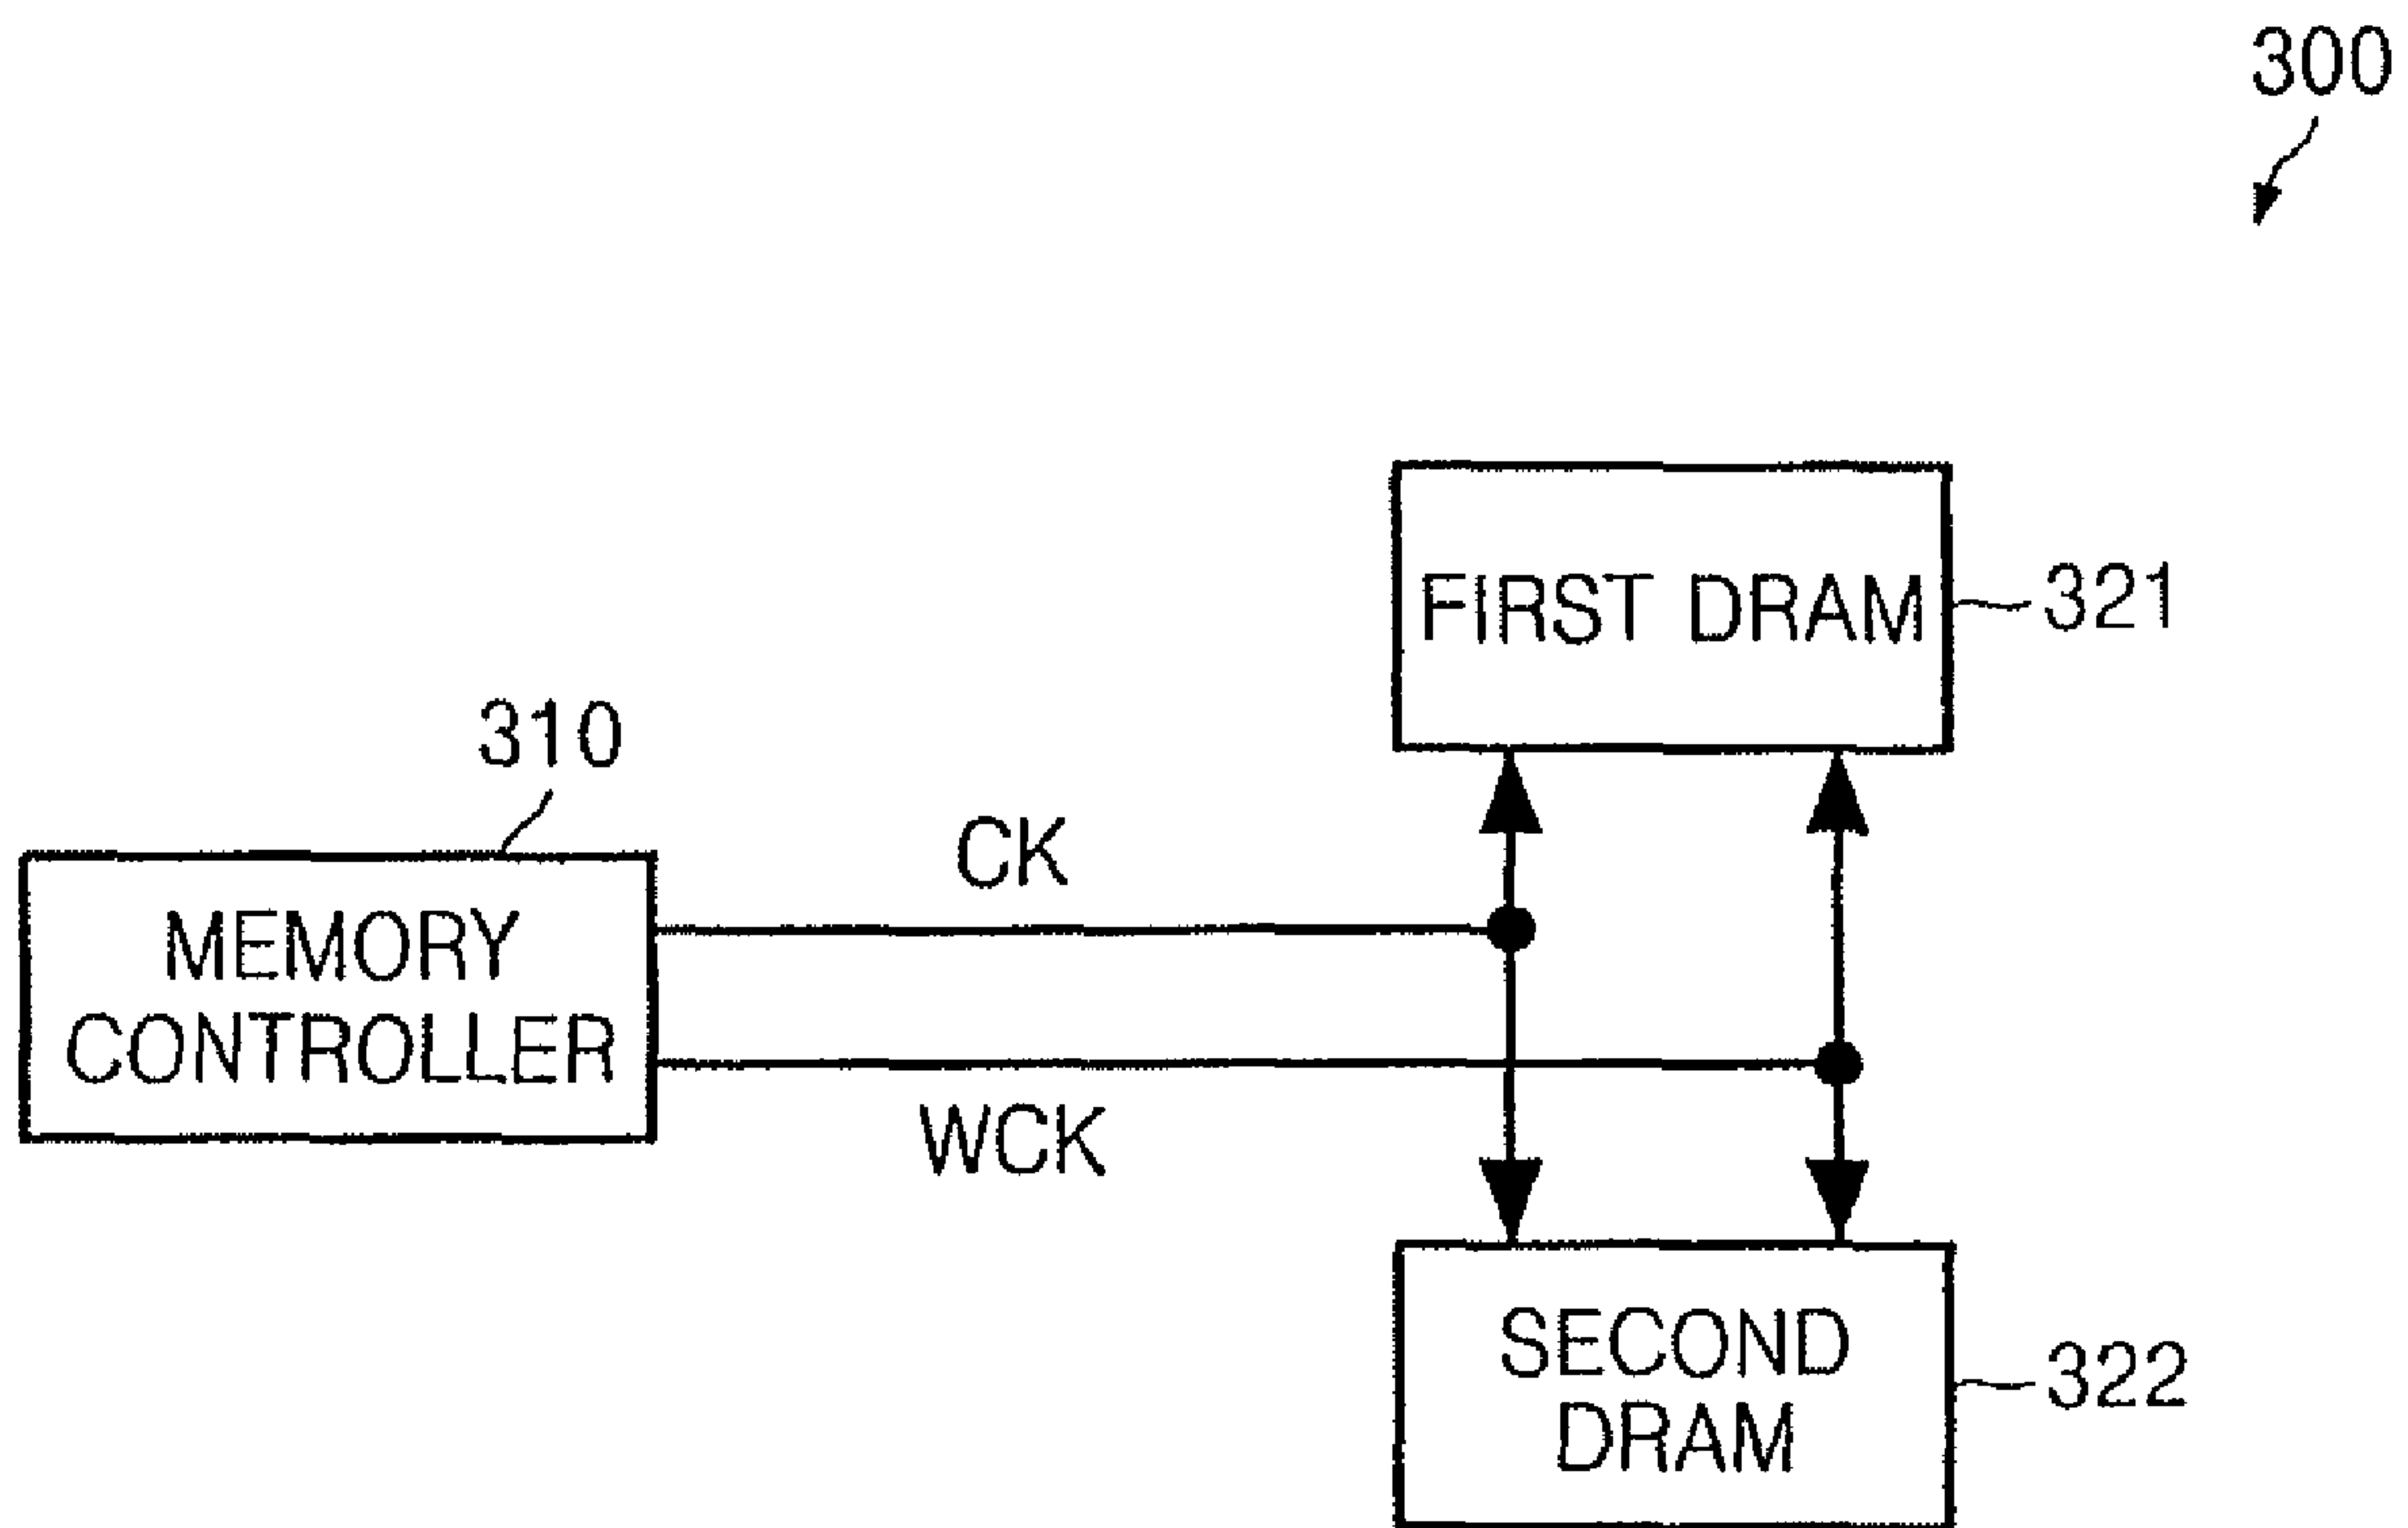 300
FIRST DRAM
321
310
CK
MEMORY
CONTROLLER
WCK
SECOND
DRAM
322